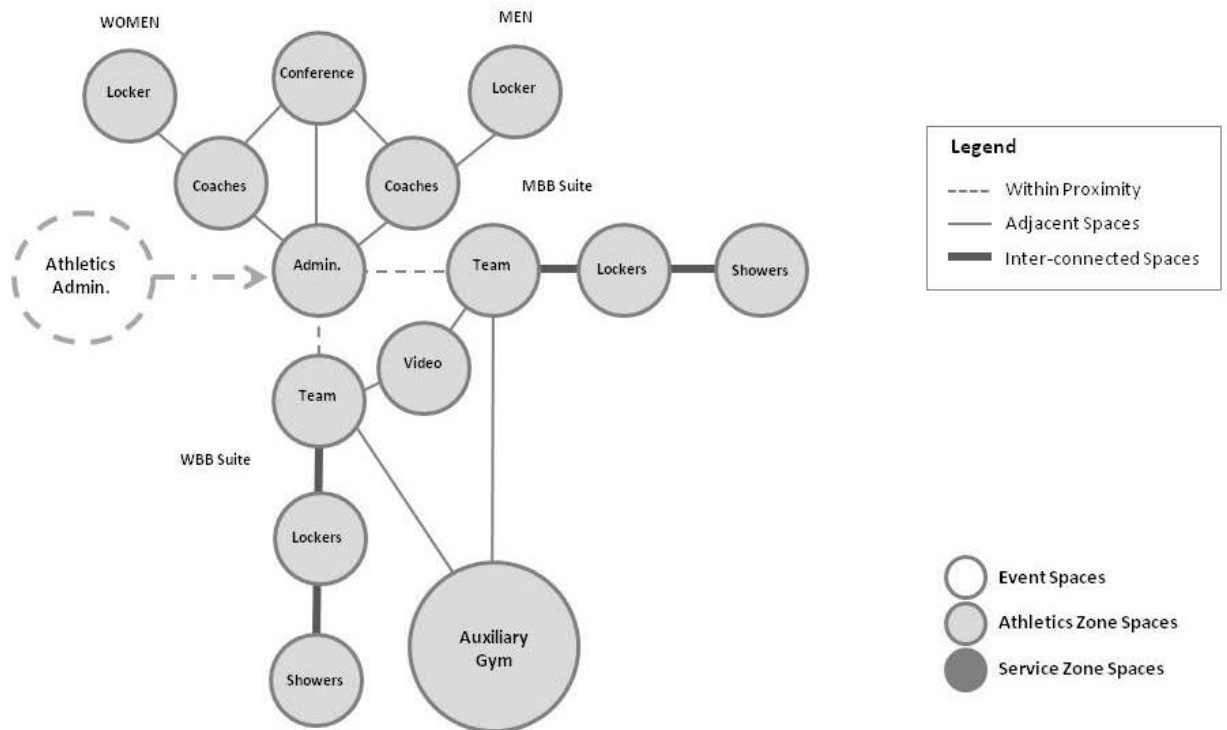 WOMEN
MEN
Conference
Locker
Locker
Coaches
Coaches
MBB Suite
Athletics
Admin.
Admin.
Team
Lockers
Showers
Video
Team
WBB Suite
Lockers
Auxiliary
Gym
Showers
Legend
Within Proximity
Adjacent Spaces
Inter-connected Spaces
Event Spaces
Athletics Zone Spaces
Service Zone Spaces